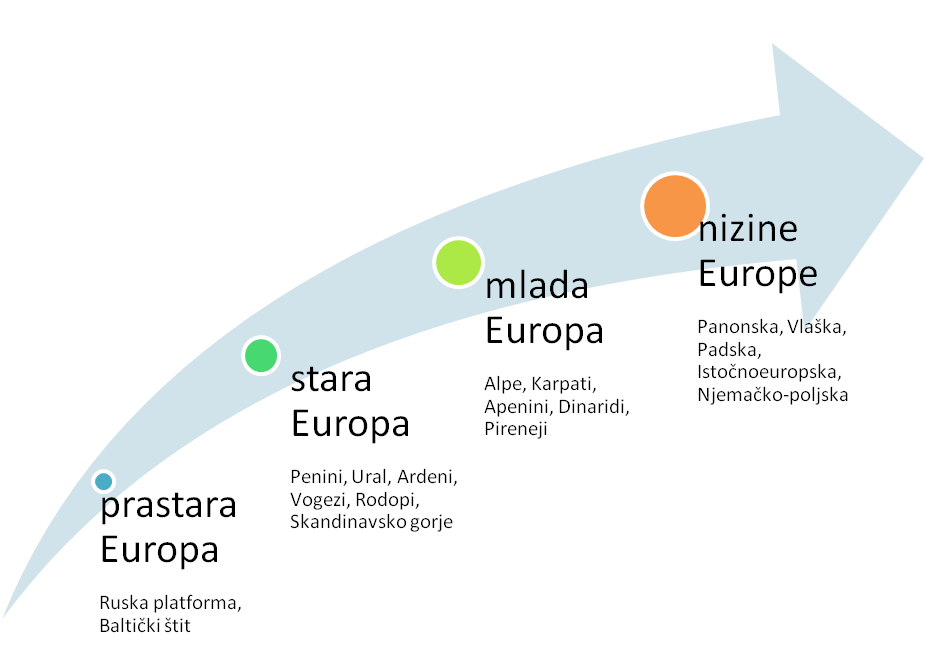 prastara
Europa
Ruska platforma,
Baltički štit
stara
Europa
Penini, Ural, Ardeni,
Vogezi, Rodopi,
Skandinavsko gorje
mlada
Europa
Alpe, Karpati,
Apenini, Dinaridi,
Pireneji
nizine
Europe
Panonska, Vlaška,
Padska,
Istočnoeuropska,
Njemačko-poljska